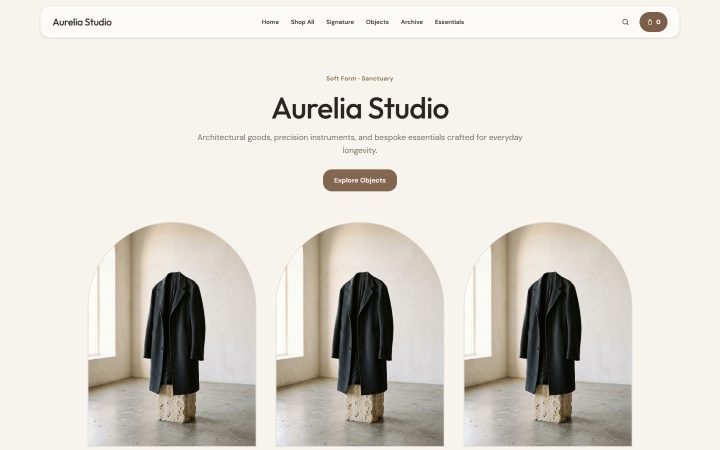 Aurelia Studio
Home Shop All Signature Objects Archive Essentials
0
Soft Form · Sanctuary
Aurelia Studio
Architectural goods, precision instruments, and bespoke essentials crafted for everyday
longevity.
Explore Objects